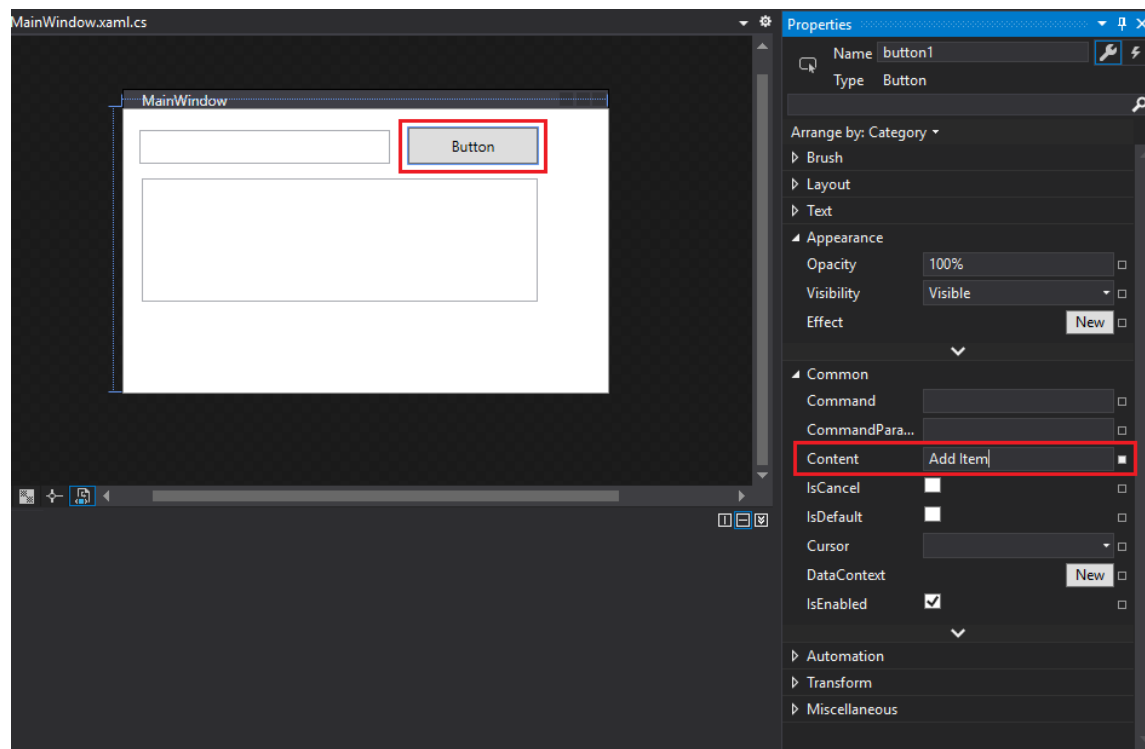 MainWindow.xaml.cs
MainWindow
Button
Properties
Name button1
Type Button
Arrange by: Category
Brush
Layout
Text
Appearance
Opacity 100%
Visibility Visible
Effect New
Common
Command
CommandPara...
Content Add Item
IsCancel
IsDefault
Cursor
DataContext New
IsEnabled
Automation
Transform
Miscellaneous